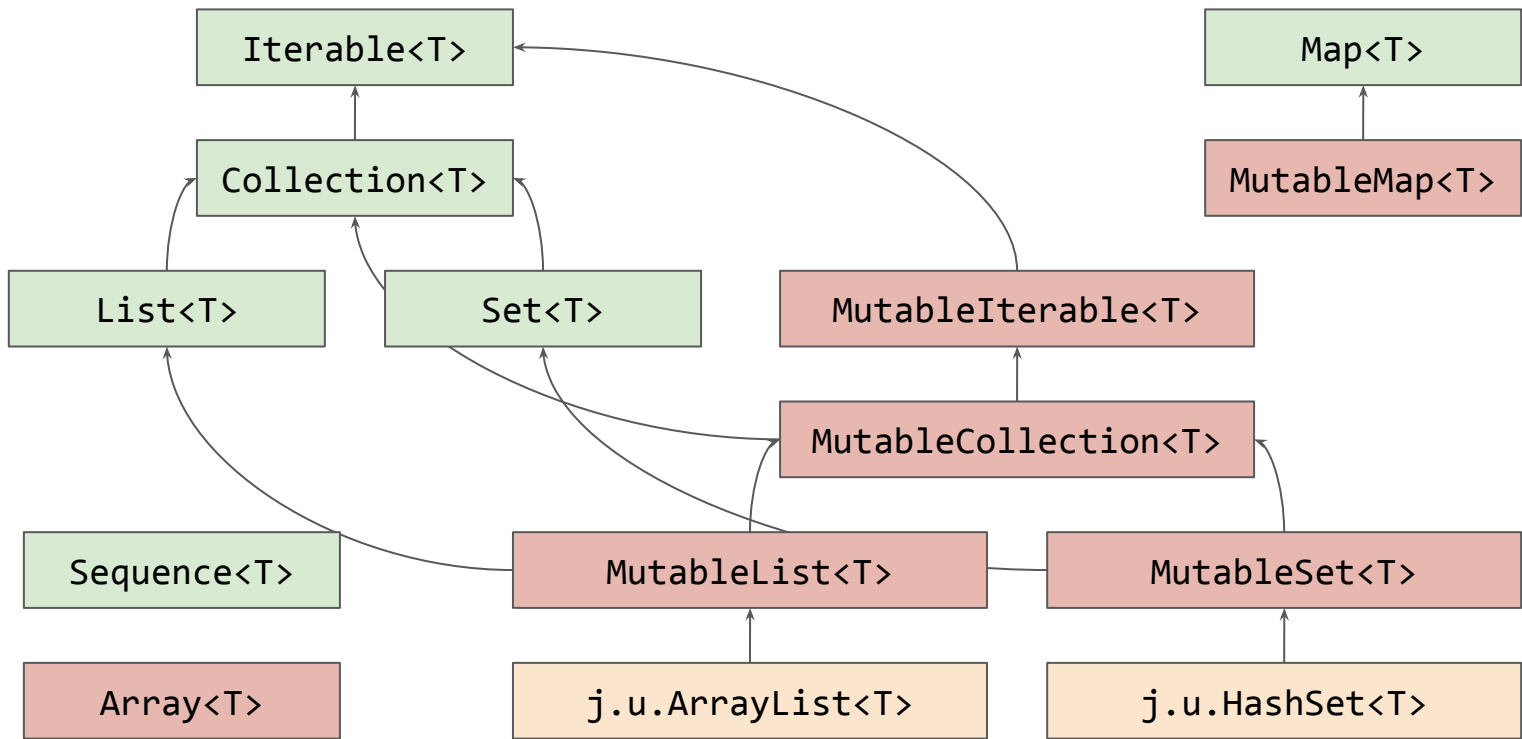 Iterable<T>
Map<T>
Collection<T>
MutableMap<T>
List<T>
Set<T>
MutableIterable<T>
MutableCollection<T>
Sequence<T>
MutableList<T>
MutableSet<T>
Array<T>
j.u.ArrayList<T>
j.u.HashSet<T>